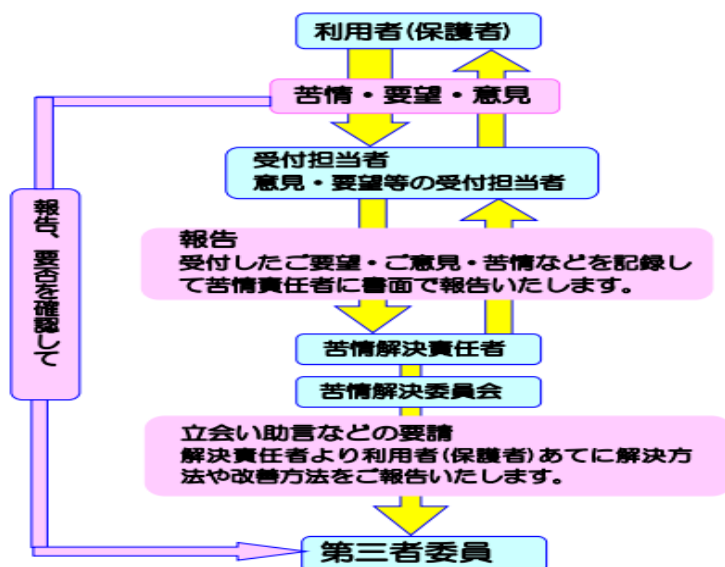 利用者(保護者)
苦情・要望・意見
受付担当者
意見・要望等の受付担当者
報告、要否を確認して
報告
受付したご要望・ご意見・苦情などを記録し
て苦情責任者に書面で報告いたします。
苦情解決責任者
苦情解決委員会
立会い助言などの要請
解決責任者より利用者(保護者)あてに解決方
法や改善方法をご報告いたします。
第三者委員